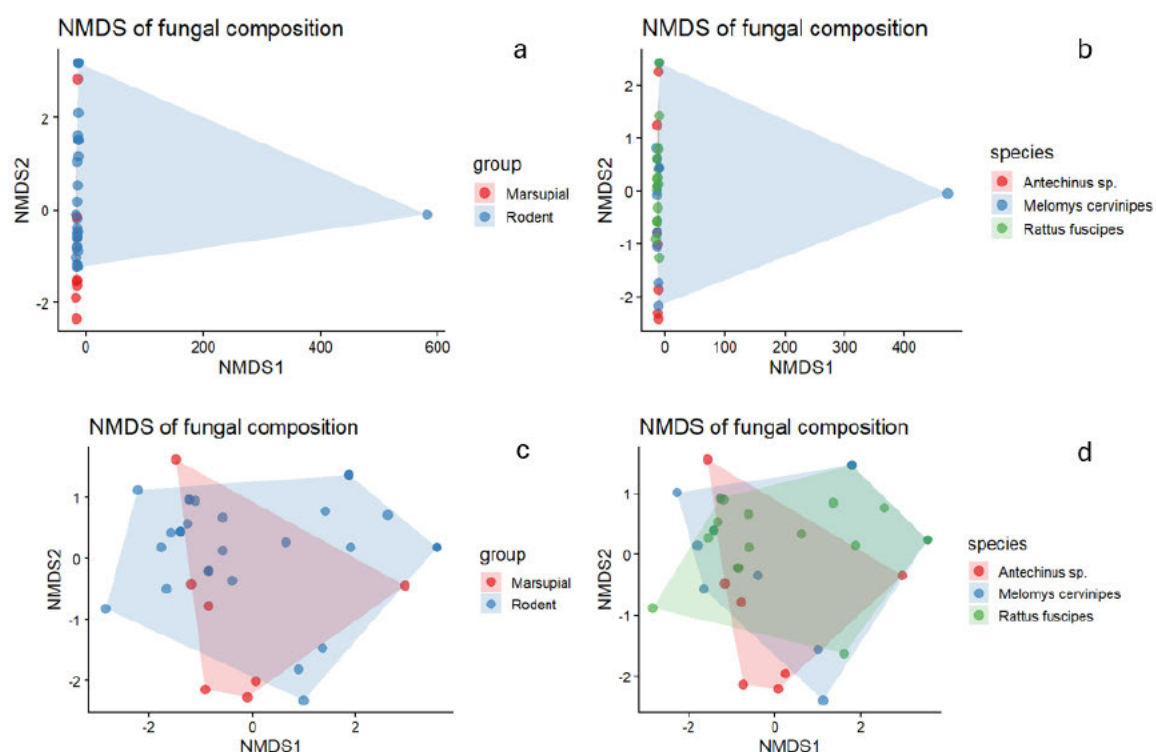 NMDS of fungal composition
a
2
0
-2
NMDS2
0
200
400
600
NMDS1
group
Marsupial
Rodent
NMDS of fungal composition
b
2
1
0
-1
-2
NMDS2
0
100
200
300
400
NMDS1
species
Antechinus sp.
Melomys cervinipes
Rattus fuscipes
NMDS of fungal composition
c
1
0
-1
-2
NMDS2
-2
0
2
NMDS1
group
Marsupial
Rodent
NMDS of fungal composition
d
1
0
-1
-2
NMDS2
-2
0
2
NMDS1
species
Antechinus sp.
Melomys cervinipes
Rattus fuscipes